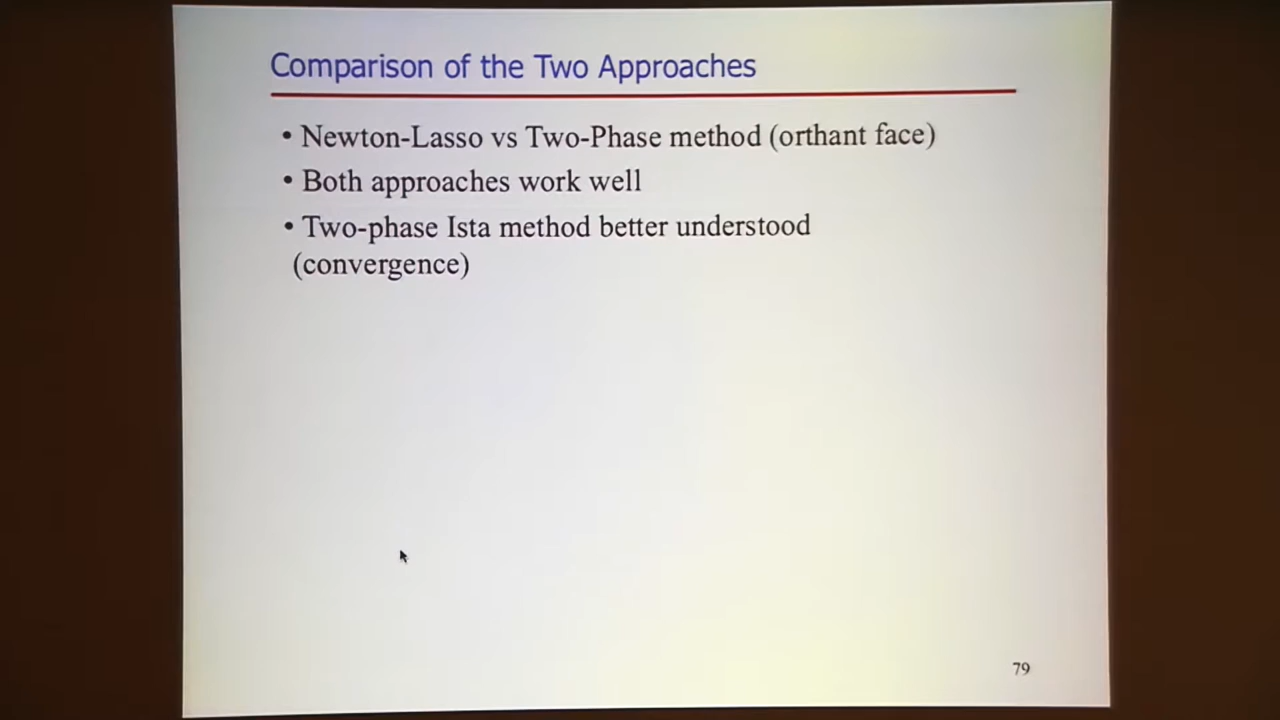 Comparison of the Two Approaches
• Newton-Lasso vs Two-Phase method (orthant face)
• Both approaches work well
• Two-phase Ista method better understood
(convergence)
79